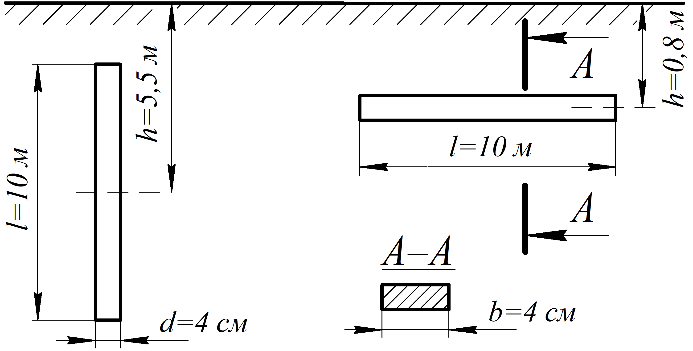 l=10 м
h=5,5 м
d=4 см
A
h=0,8 м
l=10 м
A
A–A
b=4 см